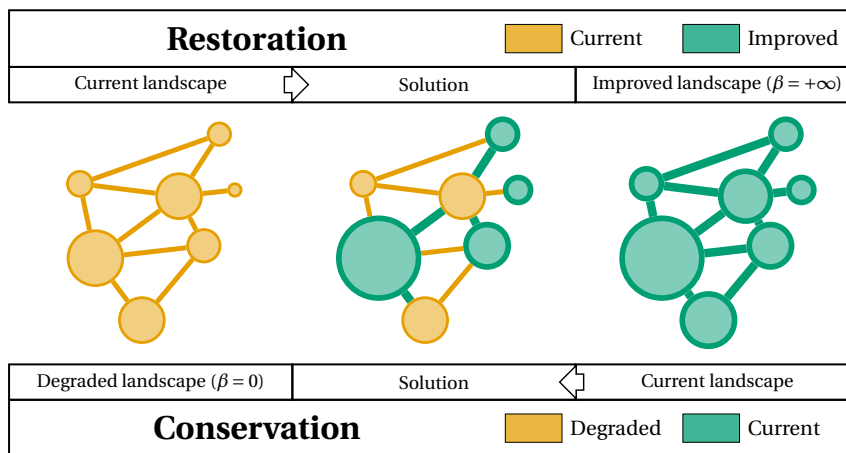 Restoration Current Improved
Current landscape Solution Improved landscape (β = +∞)
Degraded landscape (β = 0) Solution Current landscape
Conservation Degraded Current